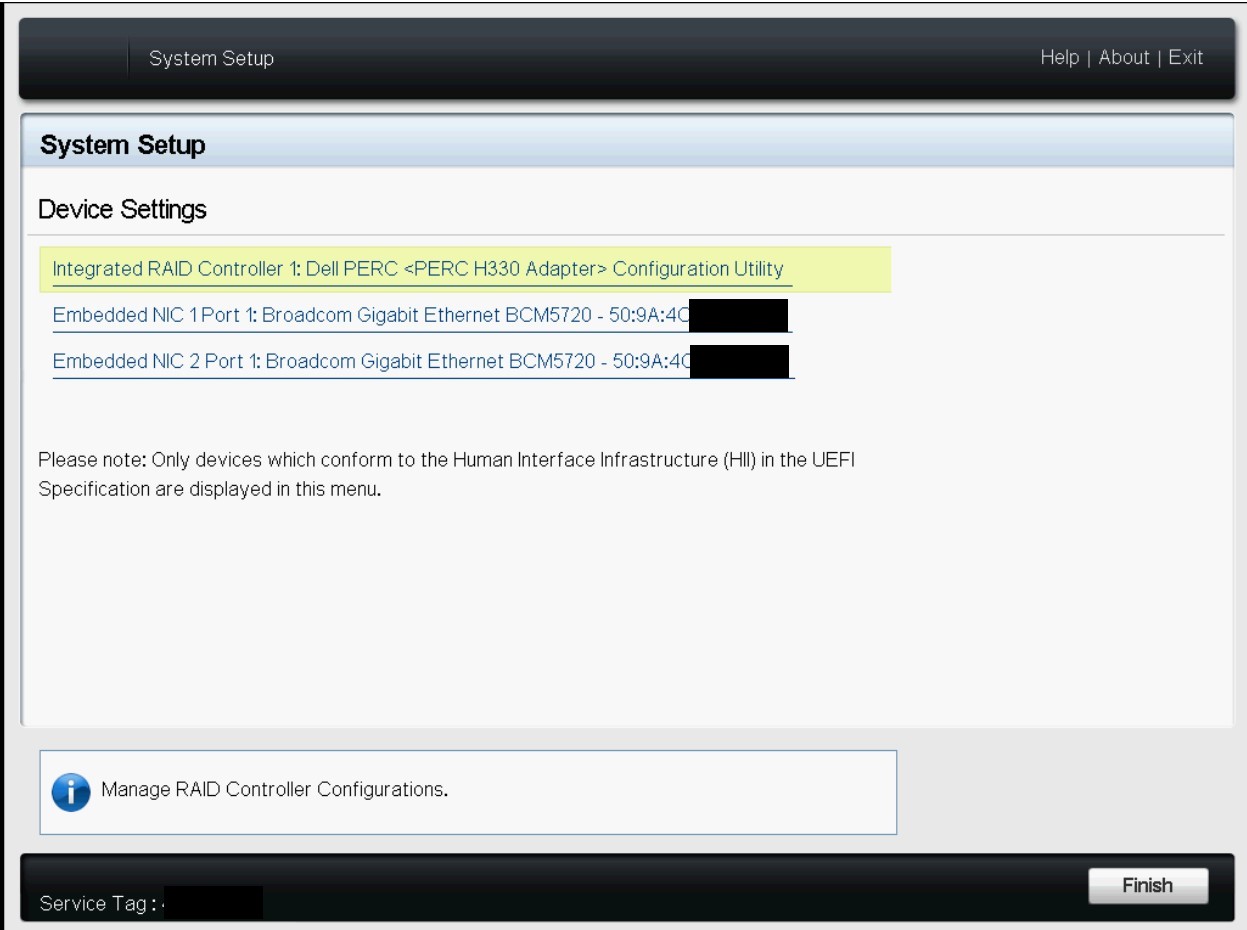 System Setup
Help | About | Exit
System Setup
Device Settings
Integrated RAID Controller 1: Dell PERC <PERC H330 Adapter> Configuration Utility
Embedded NIC 1 Port 1: Broadcom Gigabit Ethernet BCM5720 - 50:9A:4C
Embedded NIC 2 Port 1: Broadcom Gigabit Ethernet BCM5720 - 50:9A:4C
Please note: Only devices which conform to the Human Interface Infrastructure (HII) in the UEFI
Specification are displayed in this menu.
Manage RAID Controller Configurations.
Service Tag :
Finish